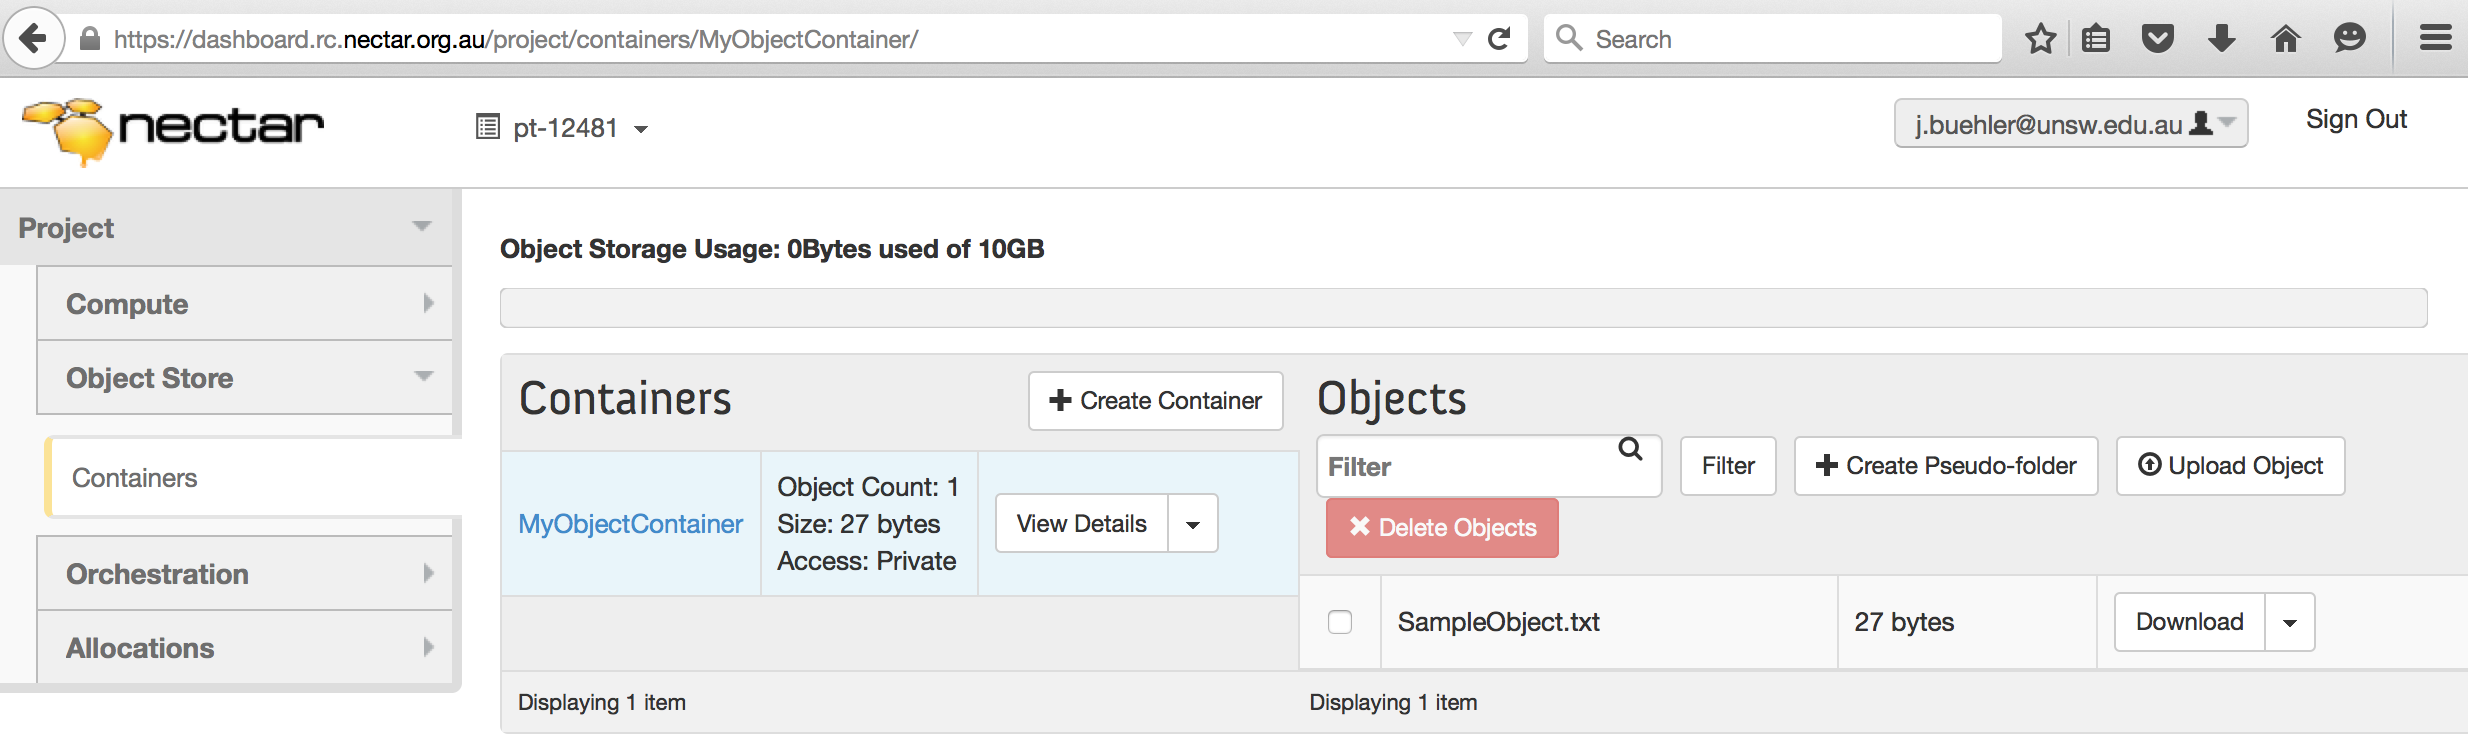 https://dashboard.rc.nectar.org.au/project/containers/MyObjectContainer/
Search
nectar
pt-12481
j.buehler@unsw.edu.au
Sign Out
Project
Compute
Object Store
Containers
Orchestration
Allocations
Object Storage Usage: 0Bytes used of 10GB
Containers
Create Container
MyObjectContainer
Object Count: 1
Size: 27 bytes
Access: Private
View Details
Displaying 1 item
Objects
Filter
Filter
Create Pseudo-folder
Upload Object
Delete Objects
SampleObject.txt
27 bytes
Download
Displaying 1 item